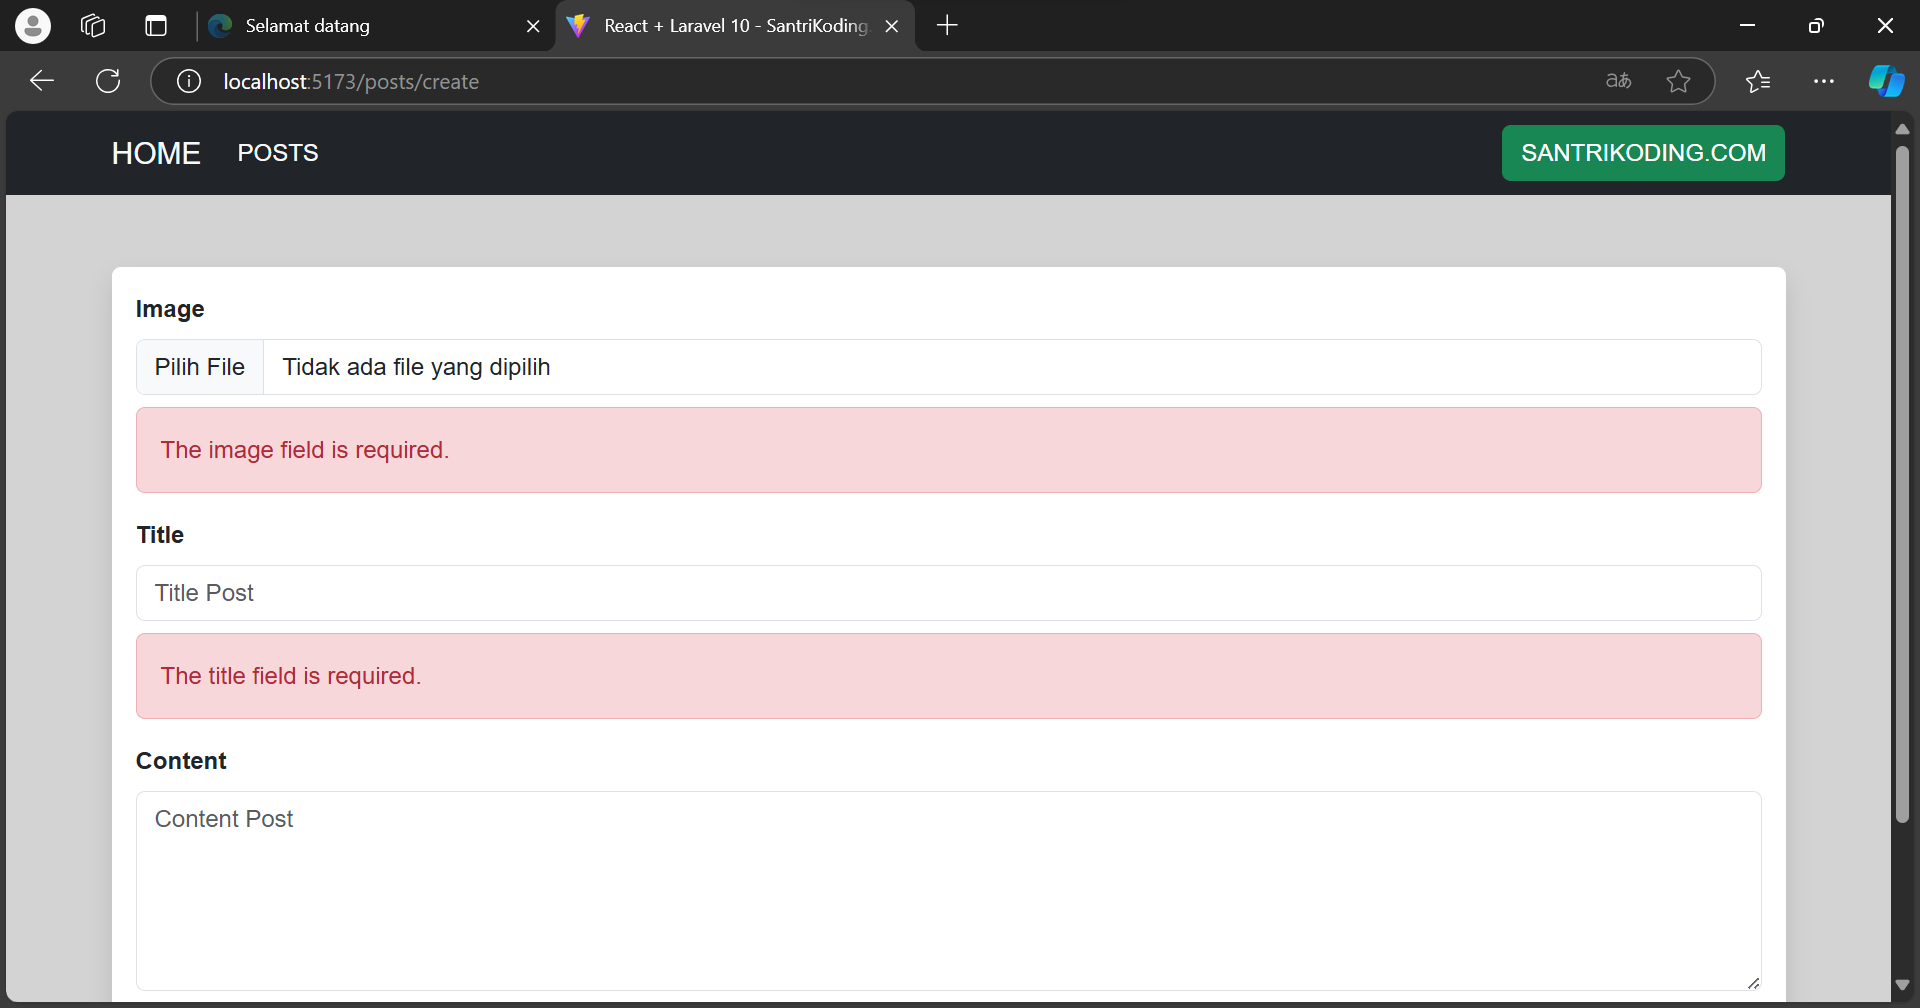 Selamat datang
React + Laravel 10 - SantriKoding
localhost:5173/posts/create
HOME POSTS SANTRIKODING.COM
Image
Pilih File Tidak ada file yang dipilih
The image field is required.
Title
Title Post
The title field is required.
Content
Content Post